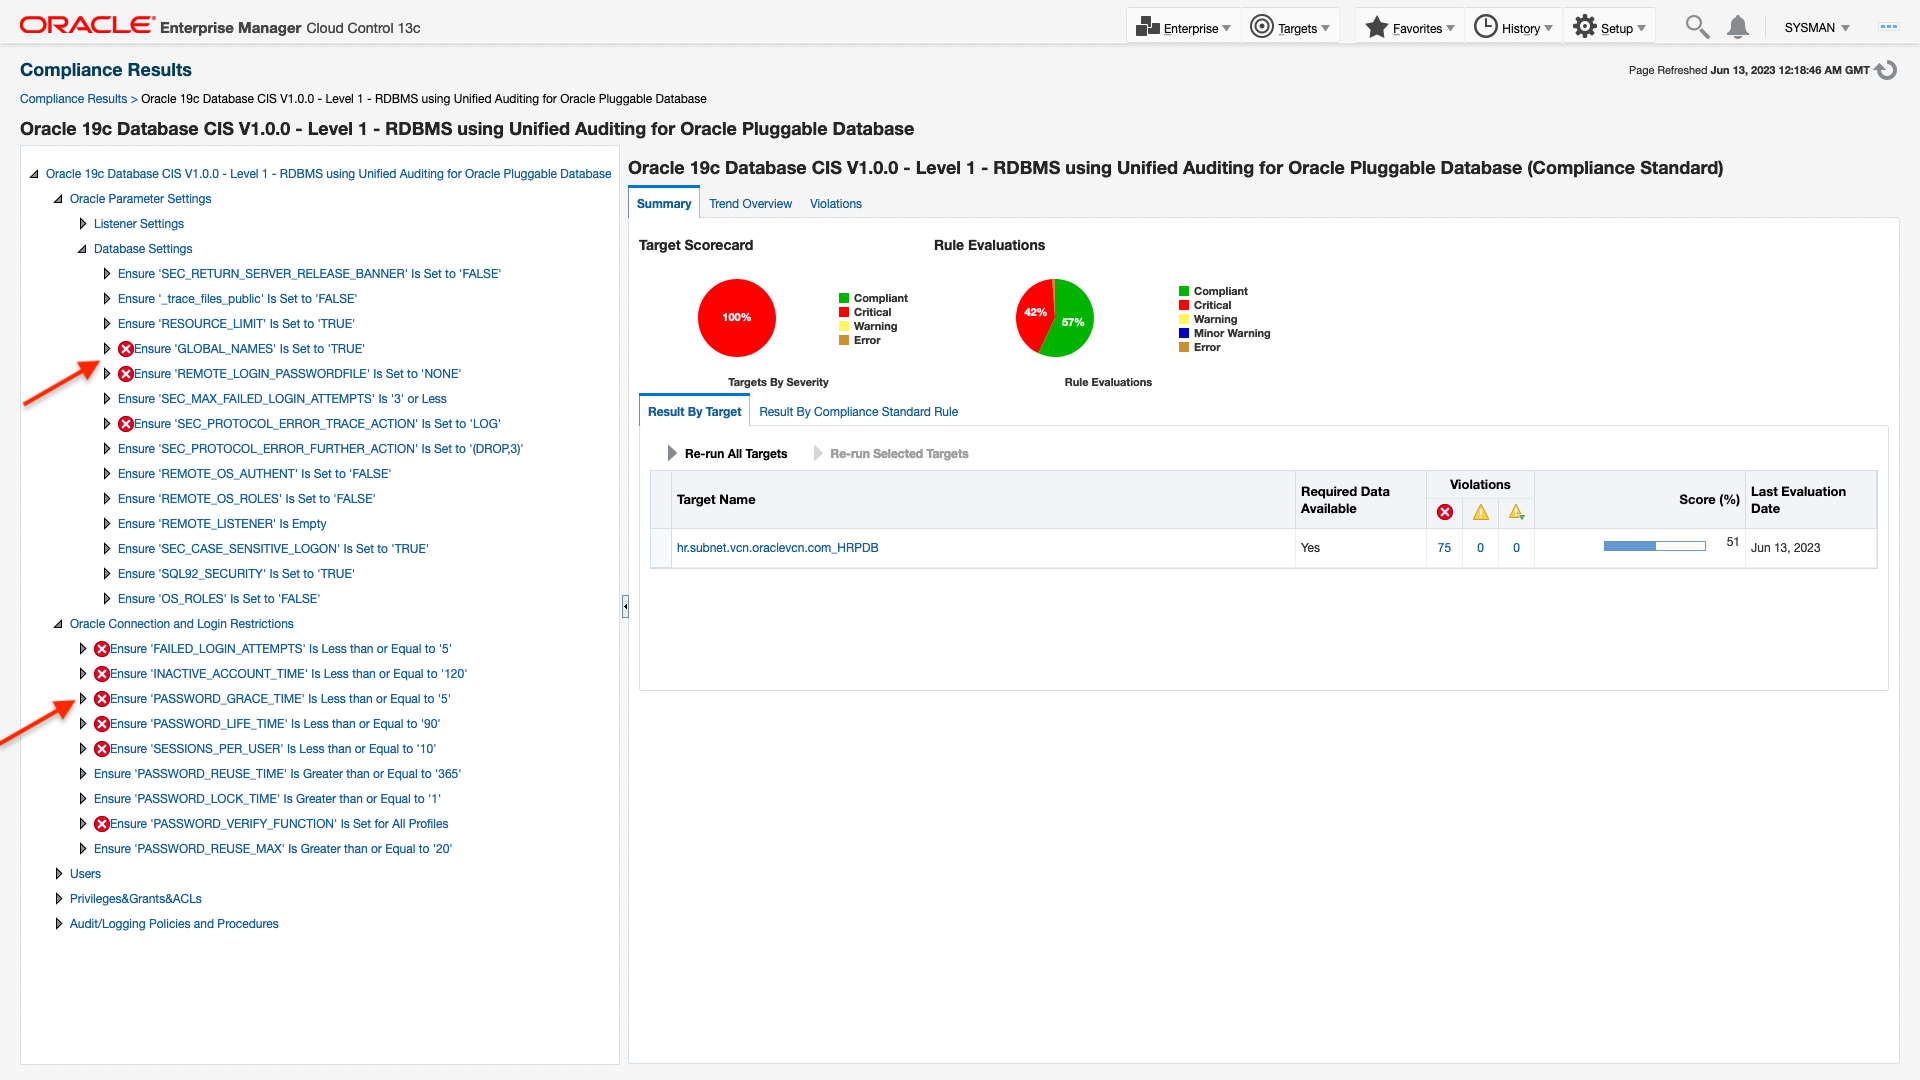 ORACLE Enterprise Manager Cloud Control 13c
Enterprise
Targets
Favorites
History
Setup
SYSMAN
Compliance Results
Page Refreshed Jun 13, 2023 12:18:46 AM GMT
Compliance Results > Oracle 19c Database CIS V1.0.0 - Level 1 - RDBMS using Unified Auditing for Oracle Pluggable Database
Oracle 19c Database CIS V1.0.0 - Level 1 - RDBMS using Unified Auditing for Oracle Pluggable Database
Oracle 19c Database CIS V1.0.0 - Level 1 - RDBMS using Unified Auditing for Oracle Pluggable Database
Oracle Parameter Settings
Listener Settings
Database Settings
Ensure 'SEC_RETURN_SERVER_RELEASE_BANNER' Is Set to 'FALSE'
Ensure '_trace_files_public' Is Set to 'FALSE'
Ensure 'RESOURCE_LIMIT' Is Set to 'TRUE'
Ensure 'GLOBAL_NAMES' Is Set to 'TRUE'
Ensure 'REMOTE_LOGIN_PASSWORDFILE' Is Set to 'NONE'
Ensure 'SEC_MAX_FAILED_LOGIN_ATTEMPTS' Is '3' or Less
Ensure 'SEC_PROTOCOL_ERROR_TRACE_ACTION' Is Set to 'LOG'
Ensure 'SEC_PROTOCOL_ERROR_FURTHER_ACTION' Is Set to '(DROP,3)'
Ensure 'REMOTE_OS_AUTHENT' Is Set to 'FALSE'
Ensure 'REMOTE_OS_ROLES' Is Set to 'FALSE'
Ensure 'REMOTE_LISTENER' Is Empty
Ensure 'SEC_CASE_SENSITIVE_LOGON' Is Set to 'TRUE'
Ensure 'SQL92_SECURITY' Is Set to 'TRUE'
Ensure 'OS_ROLES' Is Set to 'FALSE'
Oracle Connection and Login Restrictions
Ensure 'FAILED_LOGIN_ATTEMPTS' Is Less than or Equal to '5'
Ensure 'INACTIVE_ACCOUNT_TIME' Is Less than or Equal to '120'
Ensure 'PASSWORD_GRACE_TIME' Is Less than or Equal to '5'
Ensure 'PASSWORD_LIFE_TIME' Is Less than or Equal to '90'
Ensure 'SESSIONS_PER_USER' Is Less than or Equal to '10'
Ensure 'PASSWORD_REUSE_TIME' Is Greater than or Equal to '365'
Ensure 'PASSWORD_LOCK_TIME' Is Greater than or Equal to '1'
Ensure 'PASSWORD_VERIFY_FUNCTION' Is Set for All Profiles
Ensure 'PASSWORD_REUSE_MAX' Is Greater than or Equal to '20'
Users
Privileges&Grants&ACLs
Audit/Logging Policies and Procedures
Oracle 19c Database CIS V1.0.0 - Level 1 - RDBMS using Unified Auditing for Oracle Pluggable Database (Compliance Standard)
Summary
Trend Overview
Violations
Target Scorecard
100%
Compliant
Critical
Warning
Error
Targets By Severity
Rule Evaluations
42%
57%
Compliant
Critical
Warning
Minor Warning
Error
Rule Evaluations
Result By Target
Result By Compliance Standard Rule
Re-run All Targets
Re-run Selected Targets
Target Name
Required Data
Available
Violations
Score (%)
Last Evaluation
Date
hr.subnet.vcn.oraclevcn.com_HRPDB
Yes
75
0
0
51
Jun 13, 2023